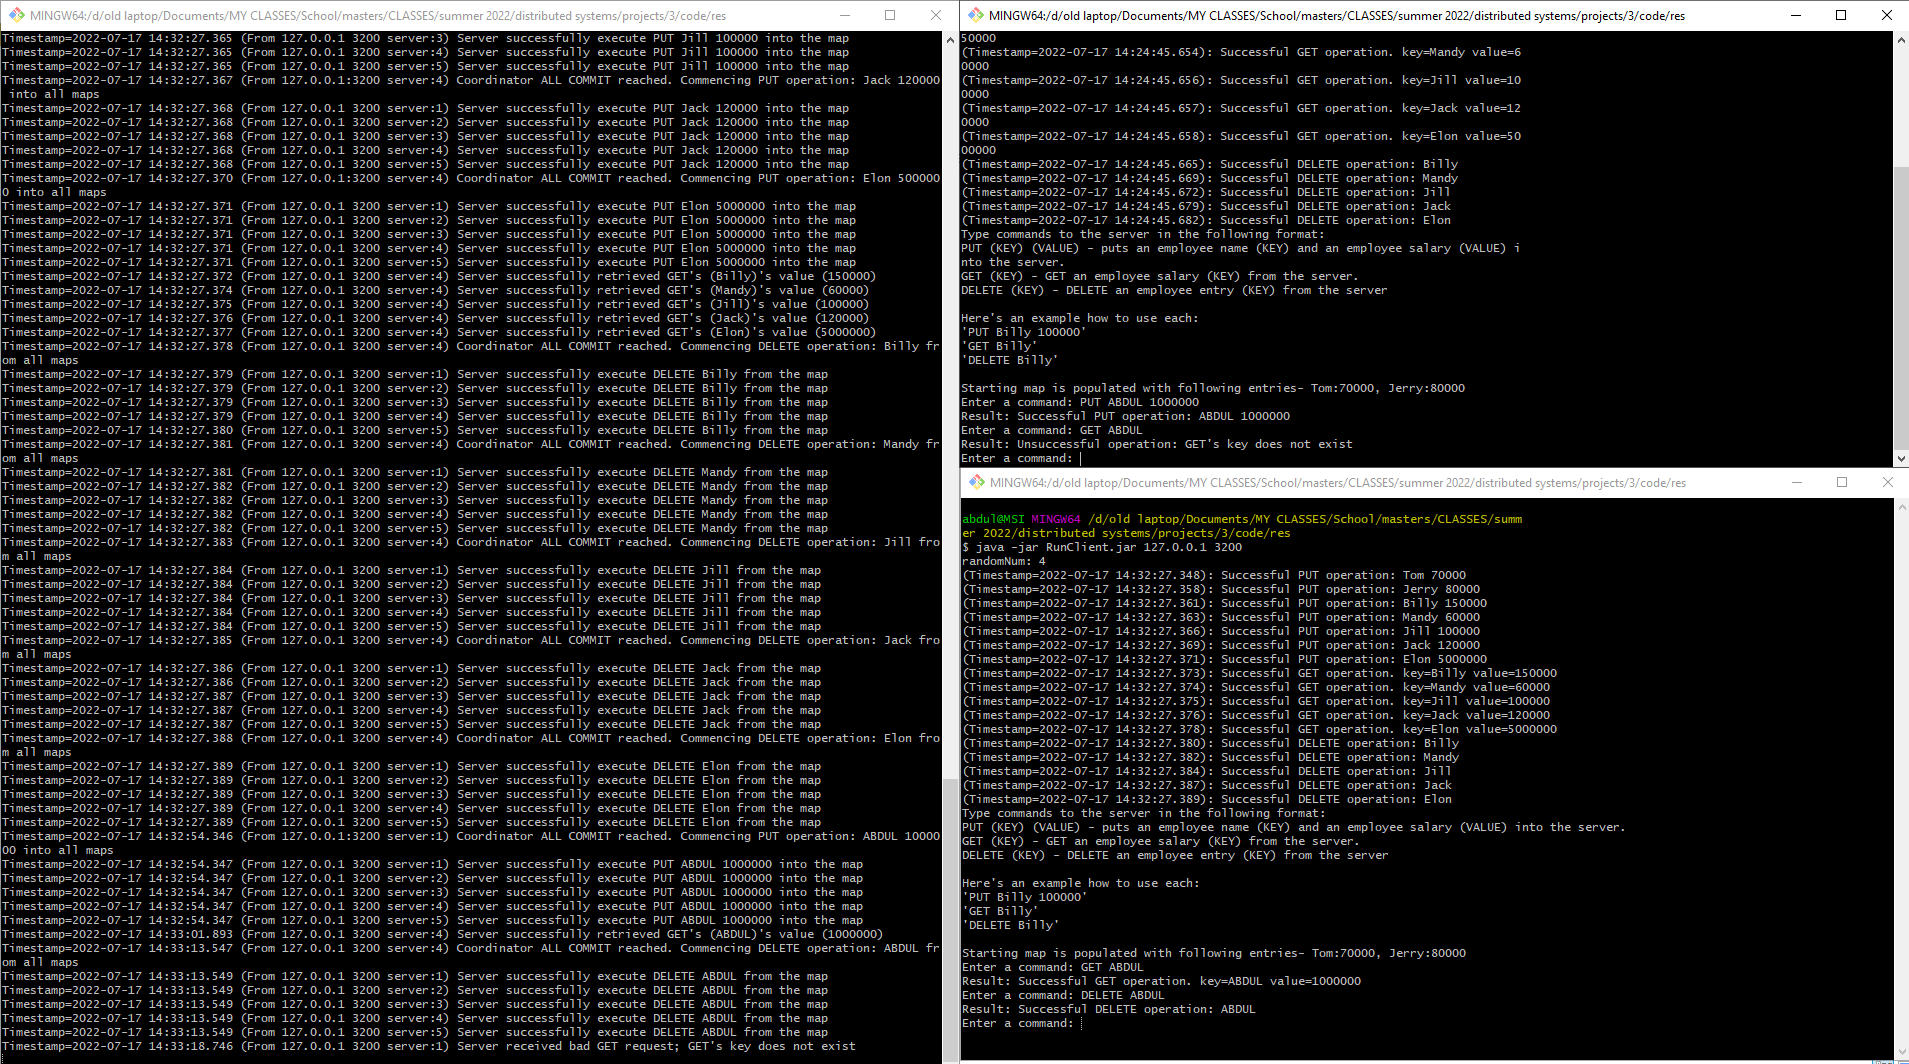 MINGW64:/d/old laptop/Documents/MY CLASSES/School/masters/CLASSES/summer 2022/distributed systems/projects/3/code/res
Timestamp=2022-07-17 14:32:27.365 (From 127.0.0.1 3200 server:3) Server successfully execute PUT Jill 100000 into the map
Timestamp=2022-07-17 14:32:27.365 (From 127.0.0.1 3200 server:4) Server successfully execute PUT Jill 100000 into the map
Timestamp=2022-07-17 14:32:27.365 (From 127.0.0.1 3200 server:5) Server successfully execute PUT Jill 100000 into the map
Timestamp=2022-07-17 14:32:27.367 (From 127.0.0.1:3200 server:4) Coordinator ALL COMMIT reached. Commencing PUT operation: Jack 120000
 into all maps
Timestamp=2022-07-17 14:32:27.368 (From 127.0.0.1 3200 server:1) Server successfully execute PUT Jack 120000 into the map
Timestamp=2022-07-17 14:32:27.368 (From 127.0.0.1 3200 server:2) Server successfully execute PUT Jack 120000 into the map
Timestamp=2022-07-17 14:32:27.368 (From 127.0.0.1 3200 server:3) Server successfully execute PUT Jack 120000 into the map
Timestamp=2022-07-17 14:32:27.368 (From 127.0.0.1 3200 server:4) Server successfully execute PUT Jack 120000 into the map
Timestamp=2022-07-17 14:32:27.368 (From 127.0.0.1 3200 server:5) Server successfully execute PUT Jack 120000 into the map
Timestamp=2022-07-17 14:32:27.370 (From 127.0.0.1:3200 server:4) Coordinator ALL COMMIT reached. Commencing PUT operation: Elon 500000
0 into all maps
Timestamp=2022-07-17 14:32:27.371 (From 127.0.0.1 3200 server:1) Server successfully execute PUT Elon 5000000 into the map
Timestamp=2022-07-17 14:32:27.371 (From 127.0.0.1 3200 server:2) Server successfully execute PUT Elon 5000000 into the map
Timestamp=2022-07-17 14:32:27.371 (From 127.0.0.1 3200 server:3) Server successfully execute PUT Elon 5000000 into the map
Timestamp=2022-07-17 14:32:27.371 (From 127.0.0.1 3200 server:4) Server successfully execute PUT Elon 5000000 into the map
Timestamp=2022-07-17 14:32:27.371 (From 127.0.0.1 3200 server:5) Server successfully execute PUT Elon 5000000 into the map
Timestamp=2022-07-17 14:32:27.372 (From 127.0.0.1 3200 server:4) Server successfully retrieved GET's (Billy)'s value (150000)
Timestamp=2022-07-17 14:32:27.374 (From 127.0.0.1 3200 server:4) Server successfully retrieved GET's (Mandy)'s value (60000)
Timestamp=2022-07-17 14:32:27.375 (From 127.0.0.1 3200 server:4) Server successfully retrieved GET's (Jill)'s value (100000)
Timestamp=2022-07-17 14:32:27.376 (From 127.0.0.1 3200 server:4) Server successfully retrieved GET's (Jack)'s value (120000)
Timestamp=2022-07-17 14:32:27.377 (From 127.0.0.1 3200 server:4) Server successfully retrieved GET's (Elon)'s value (5000000)
Timestamp=2022-07-17 14:32:27.378 (From 127.0.0.1 3200 server:4) Coordinator ALL COMMIT reached. Commencing DELETE operation: Billy fr
om all maps
Timestamp=2022-07-17 14:32:27.379 (From 127.0.0.1 3200 server:1) Server successfully execute DELETE Billy from the map
Timestamp=2022-07-17 14:32:27.379 (From 127.0.0.1 3200 server:2) Server successfully execute DELETE Billy from the map
Timestamp=2022-07-17 14:32:27.379 (From 127.0.0.1 3200 server:3) Server successfully execute DELETE Billy from the map
Timestamp=2022-07-17 14:32:27.379 (From 127.0.0.1 3200 server:4) Server successfully execute DELETE Billy from the map
Timestamp=2022-07-17 14:32:27.380 (From 127.0.0.1 3200 server:5) Server successfully execute DELETE Billy from the map
Timestamp=2022-07-17 14:32:27.381 (From 127.0.0.1 3200 server:4) Coordinator ALL COMMIT reached. Commencing DELETE operation: Mandy fr
om all maps
Timestamp=2022-07-17 14:32:27.381 (From 127.0.0.1 3200 server:1) Server successfully execute DELETE Mandy from the map
Timestamp=2022-07-17 14:32:27.382 (From 127.0.0.1 3200 server:2) Server successfully execute DELETE Mandy from the map
Timestamp=2022-07-17 14:32:27.382 (From 127.0.0.1 3200 server:3) Server successfully execute DELETE Mandy from the map
Timestamp=2022-07-17 14:32:27.382 (From 127.0.0.1 3200 server:4) Server successfully execute DELETE Mandy from the map
Timestamp=2022-07-17 14:32:27.382 (From 127.0.0.1 3200 server:5) Server successfully execute DELETE Mandy from the map
Timestamp=2022-07-17 14:32:27.383 (From 127.0.0.1 3200 server:4) Coordinator ALL COMMIT reached. Commencing DELETE operation: Jill fro
m all maps
Timestamp=2022-07-17 14:32:27.384 (From 127.0.0.1 3200 server:1) Server successfully execute DELETE Jill from the map
Timestamp=2022-07-17 14:32:27.384 (From 127.0.0.1 3200 server:2) Server successfully execute DELETE Jill from the map
Timestamp=2022-07-17 14:32:27.384 (From 127.0.0.1 3200 server:3) Server successfully execute DELETE Jill from the map
Timestamp=2022-07-17 14:32:27.384 (From 127.0.0.1 3200 server:4) Server successfully execute DELETE Jill from the map
Timestamp=2022-07-17 14:32:27.384 (From 127.0.0.1 3200 server:5) Server successfully execute DELETE Jill from the map
Timestamp=2022-07-17 14:32:27.385 (From 127.0.0.1 3200 server:4) Coordinator ALL COMMIT reached. Commencing DELETE operation: Jack fro
m all maps
Timestamp=2022-07-17 14:32:27.386 (From 127.0.0.1 3200 server:1) Server successfully execute DELETE Jack from the map
Timestamp=2022-07-17 14:32:27.386 (From 127.0.0.1 3200 server:2) Server successfully execute DELETE Jack from the map
Timestamp=2022-07-17 14:32:27.387 (From 127.0.0.1 3200 server:3) Server successfully execute DELETE Jack from the map
Timestamp=2022-07-17 14:32:27.387 (From 127.0.0.1 3200 server:4) Server successfully execute DELETE Jack from the map
Timestamp=2022-07-17 14:32:27.387 (From 127.0.0.1 3200 server:5) Server successfully execute DELETE Jack from the map
Timestamp=2022-07-17 14:32:27.388 (From 127.0.0.1 3200 server:4) Coordinator ALL COMMIT reached. Commencing DELETE operation: Elon fro
m all maps
Timestamp=2022-07-17 14:32:27.389 (From 127.0.0.1 3200 server:1) Server successfully execute DELETE Elon from the map
Timestamp=2022-07-17 14:32:27.389 (From 127.0.0.1 3200 server:2) Server successfully execute DELETE Elon from the map
Timestamp=2022-07-17 14:32:27.389 (From 127.0.0.1 3200 server:3) Server successfully execute DELETE Elon from the map
Timestamp=2022-07-17 14:32:27.389 (From 127.0.0.1 3200 server:4) Server successfully execute DELETE Elon from the map
Timestamp=2022-07-17 14:32:27.389 (From 127.0.0.1 3200 server:5) Server successfully execute DELETE Elon from the map
Timestamp=2022-07-17 14:32:54.346 (From 127.0.0.1:3200 server:1) Coordinator ALL COMMIT reached. Commencing PUT operation: ABDUL 10000
00 into all maps
Timestamp=2022-07-17 14:32:54.347 (From 127.0.0.1 3200 server:1) Server successfully execute PUT ABDUL 1000000 into the map
Timestamp=2022-07-17 14:32:54.347 (From 127.0.0.1 3200 server:2) Server successfully execute PUT ABDUL 1000000 into the map
Timestamp=2022-07-17 14:32:54.347 (From 127.0.0.1 3200 server:3) Server successfully execute PUT ABDUL 1000000 into the map
Timestamp=2022-07-17 14:32:54.347 (From 127.0.0.1 3200 server:4) Server successfully execute PUT ABDUL 1000000 into the map
Timestamp=2022-07-17 14:32:54.347 (From 127.0.0.1 3200 server:5) Server successfully execute PUT ABDUL 1000000 into the map
Timestamp=2022-07-17 14:33:01.893 (From 127.0.0.1 3200 server:4) Server successfully retrieved GET's (ABDUL)'s value (1000000)
Timestamp=2022-07-17 14:33:13.547 (From 127.0.0.1 3200 server:4) Coordinator ALL COMMIT reached. Commencing DELETE operation: ABDUL fr
om all maps
Timestamp=2022-07-17 14:33:13.549 (From 127.0.0.1 3200 server:1) Server successfully execute DELETE ABDUL from the map
Timestamp=2022-07-17 14:33:13.549 (From 127.0.0.1 3200 server:2) Server successfully execute DELETE ABDUL from the map
Timestamp=2022-07-17 14:33:13.549 (From 127.0.0.1 3200 server:3) Server successfully execute DELETE ABDUL from the map
Timestamp=2022-07-17 14:33:13.549 (From 127.0.0.1 3200 server:4) Server successfully execute DELETE ABDUL from the map
Timestamp=2022-07-17 14:33:13.549 (From 127.0.0.1 3200 server:5) Server successfully execute DELETE ABDUL from the map
Timestamp=2022-07-17 14:33:18.746 (From 127.0.0.1 3200 server:1) Server received bad GET request; GET's key does not exist
MINGW64:/d/old laptop/Documents/MY CLASSES/School/masters/CLASSES/summer 2022/distributed systems/projects/3/code/res
50000
(Timestamp=2022-07-17 14:24:45.654): Successful GET operation. key=Mandy value=6
0000
(Timestamp=2022-07-17 14:24:45.656): Successful GET operation. key=Jill value=10
0000
(Timestamp=2022-07-17 14:24:45.657): Successful GET operation. key=Jack value=12
0000
(Timestamp=2022-07-17 14:24:45.658): Successful GET operation. key=Elon value=50
00000
(Timestamp=2022-07-17 14:24:45.665): Successful DELETE operation: Billy
(Timestamp=2022-07-17 14:24:45.669): Successful DELETE operation: Mandy
(Timestamp=2022-07-17 14:24:45.672): Successful DELETE operation: Jill
(Timestamp=2022-07-17 14:24:45.679): Successful DELETE operation: Jack
(Timestamp=2022-07-17 14:24:45.682): Successful DELETE operation: Elon
Type commands to the server in the following format:
PUT (KEY) (VALUE) - puts an employee name (KEY) and an employee salary (VALUE) i
nto the server.
GET (KEY) - GET an employee salary (KEY) from the server.
DELETE (KEY) - DELETE an employee entry (KEY) from the server
Here's an example how to use each:
'PUT Billy 100000'
'GET Billy'
'DELETE Billy'
Starting map is populated with following entries- Tom:70000, Jerry:80000
Enter a command: PUT ABDUL 1000000
Result: Successful PUT operation: ABDUL 1000000
Enter a command: GET ABDUL
Result: Unsuccessful operation: GET's key does not exist
Enter a command:
MINGW64:/d/old laptop/Documents/MY CLASSES/School/masters/CLASSES/summer 2022/distributed systems/projects/3/code/res
abdul@MSI MINGW64 /d/old laptop/Documents/MY CLASSES/School/masters/CLASSES/summ
er 2022/distributed systems/projects/3/code/res
$ java -jar RunClient.jar 127.0.0.1 3200
randomNum: 4
(Timestamp=2022-07-17 14:32:27.348): Successful PUT operation: Tom 70000
(Timestamp=2022-07-17 14:32:27.358): Successful PUT operation: Jerry 80000
(Timestamp=2022-07-17 14:32:27.361): Successful PUT operation: Billy 150000
(Timestamp=2022-07-17 14:32:27.363): Successful PUT operation: Mandy 60000
(Timestamp=2022-07-17 14:32:27.366): Successful PUT operation: Jill 100000
(Timestamp=2022-07-17 14:32:27.369): Successful PUT operation: Jack 120000
(Timestamp=2022-07-17 14:32:27.371): Successful PUT operation: Elon 5000000
(Timestamp=2022-07-17 14:32:27.373): Successful GET operation. key=Billy value=150000
(Timestamp=2022-07-17 14:32:27.374): Successful GET operation. key=Mandy value=60000
(Timestamp=2022-07-17 14:32:27.375): Successful GET operation. key=Jill value=100000
(Timestamp=2022-07-17 14:32:27.376): Successful GET operation. key=Jack value=120000
(Timestamp=2022-07-17 14:32:27.378): Successful GET operation. key=Elon value=5000000
(Timestamp=2022-07-17 14:32:27.380): Successful DELETE operation: Billy
(Timestamp=2022-07-17 14:32:27.382): Successful DELETE operation: Mandy
(Timestamp=2022-07-17 14:32:27.384): Successful DELETE operation: Jill
(Timestamp=2022-07-17 14:32:27.387): Successful DELETE operation: Jack
(Timestamp=2022-07-17 14:32:27.389): Successful DELETE operation: Elon
Type commands to the server in the following format:
PUT (KEY) (VALUE) - puts an employee name (KEY) and an employee salary (VALUE) into the server.
GET (KEY) - GET an employee salary (KEY) from the server.
DELETE (KEY) - DELETE an employee entry (KEY) from the server
Here's an example how to use each:
'PUT Billy 100000'
'GET Billy'
'DELETE Billy'
Starting map is populated with following entries- Tom:70000, Jerry:80000
Enter a command: GET ABDUL
Result: Successful GET operation. key=ABDUL value=1000000
Enter a command: DELETE ABDUL
Result: Successful DELETE operation: ABDUL
Enter a command: